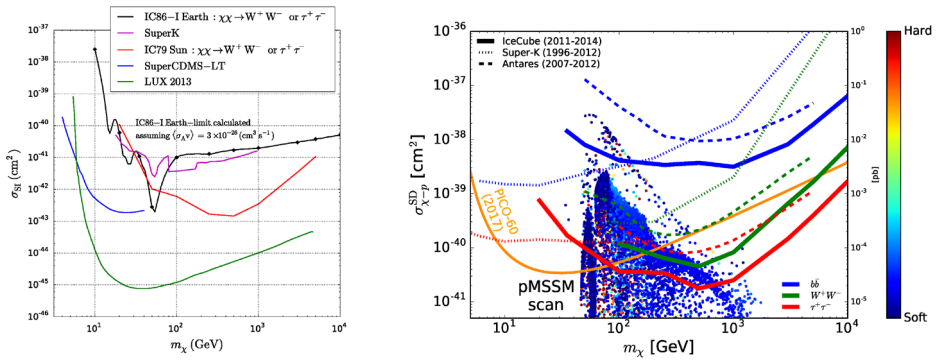 IC86−I Earth : χχ→W⁺ W⁻ or τ⁺ τ⁻
SuperK
IC79 Sun : χχ→W⁺ W⁻ or τ⁺ τ⁻
SuperCDMS−LT
LUX 2013
IC86−I Earth−limit calculated
assuming ⟨σ_A v⟩ = 3 ×10⁻²⁶ (cm³ s⁻¹)
10⁻³⁷
10⁻³⁸
10⁻³⁹
10⁻⁴⁰
10⁻⁴¹
10⁻⁴²
10⁻⁴³
10⁻⁴⁴
10⁻⁴⁵
10⁻⁴⁶
σ_SI (cm²)
10¹ 10² 10³ 10⁴
m_χ (GeV)
IceCube (2011-2014)
Super-K (1996-2012)
Antares (2007-2012)
10⁻³⁶
10⁻³⁷
10⁻³⁸
10⁻³⁹
10⁻⁴⁰
10⁻⁴¹
σ^SD_χ−p [cm²]
PICO-60
(2017)
pMSSM
scan
bb̄
W⁺W⁻
τ⁺τ⁻
10¹ 10² 10³ 10⁴
m_χ [GeV]
10⁰
10⁻¹
10⁻²
10⁻³
10⁻⁴
10⁻⁵
[pb]
Hard
Soft